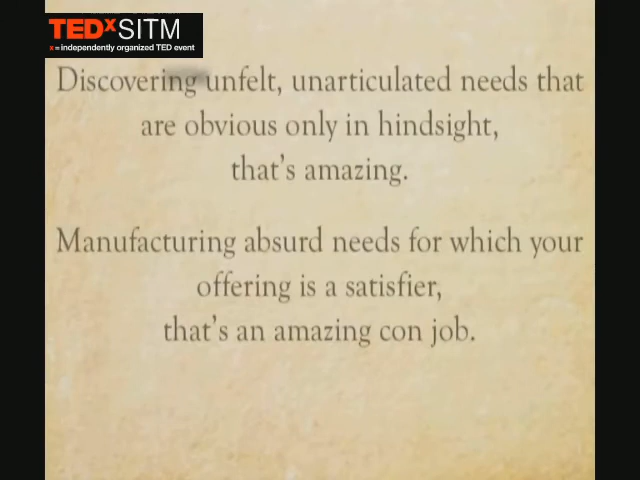 TEDxSITM
x = independently organized TED event
Discovering unfelt, unarticulated needs that
are obvious only in hindsight,
that's amazing.
Manufacturing absurd needs for which your
offering is a satisfier,
that's an amazing con job.